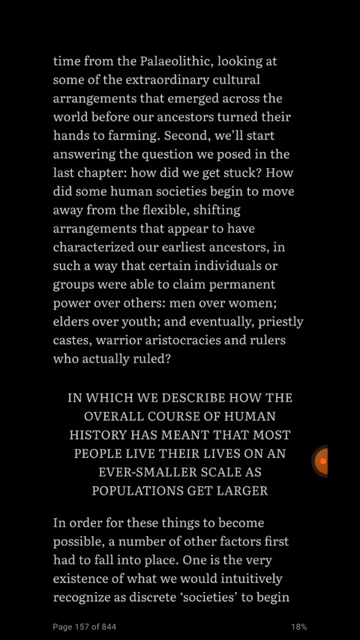 time from the Palaeolithic, looking at
some of the extraordinary cultural
arrangements that emerged across the
world before our ancestors turned their
hands to farming. Second, we’ll start
answering the question we posed in the
last chapter: how did we get stuck? How
did some human societies begin to move
away from the flexible, shifting
arrangements that appear to have
characterized our earliest ancestors, in
such a way that certain individuals or
groups were able to claim permanent
power over others: men over women;
elders over youth; and eventually, priestly
castes, warrior aristocracies and rulers
who actually ruled?
IN WHICH WE DESCRIBE HOW THE
OVERALL COURSE OF HUMAN
HISTORY HAS MEANT THAT MOST
PEOPLE LIVE THEIR LIVES ON AN
EVER-SMALLER SCALE AS
POPULATIONS GET LARGER
In order for these things to become
possible, a number of other factors first
had to fall into place. One is the very
existence of what we would intuitively
recognize as discrete ‘societies’ to begin
Page 157 of 844 18%